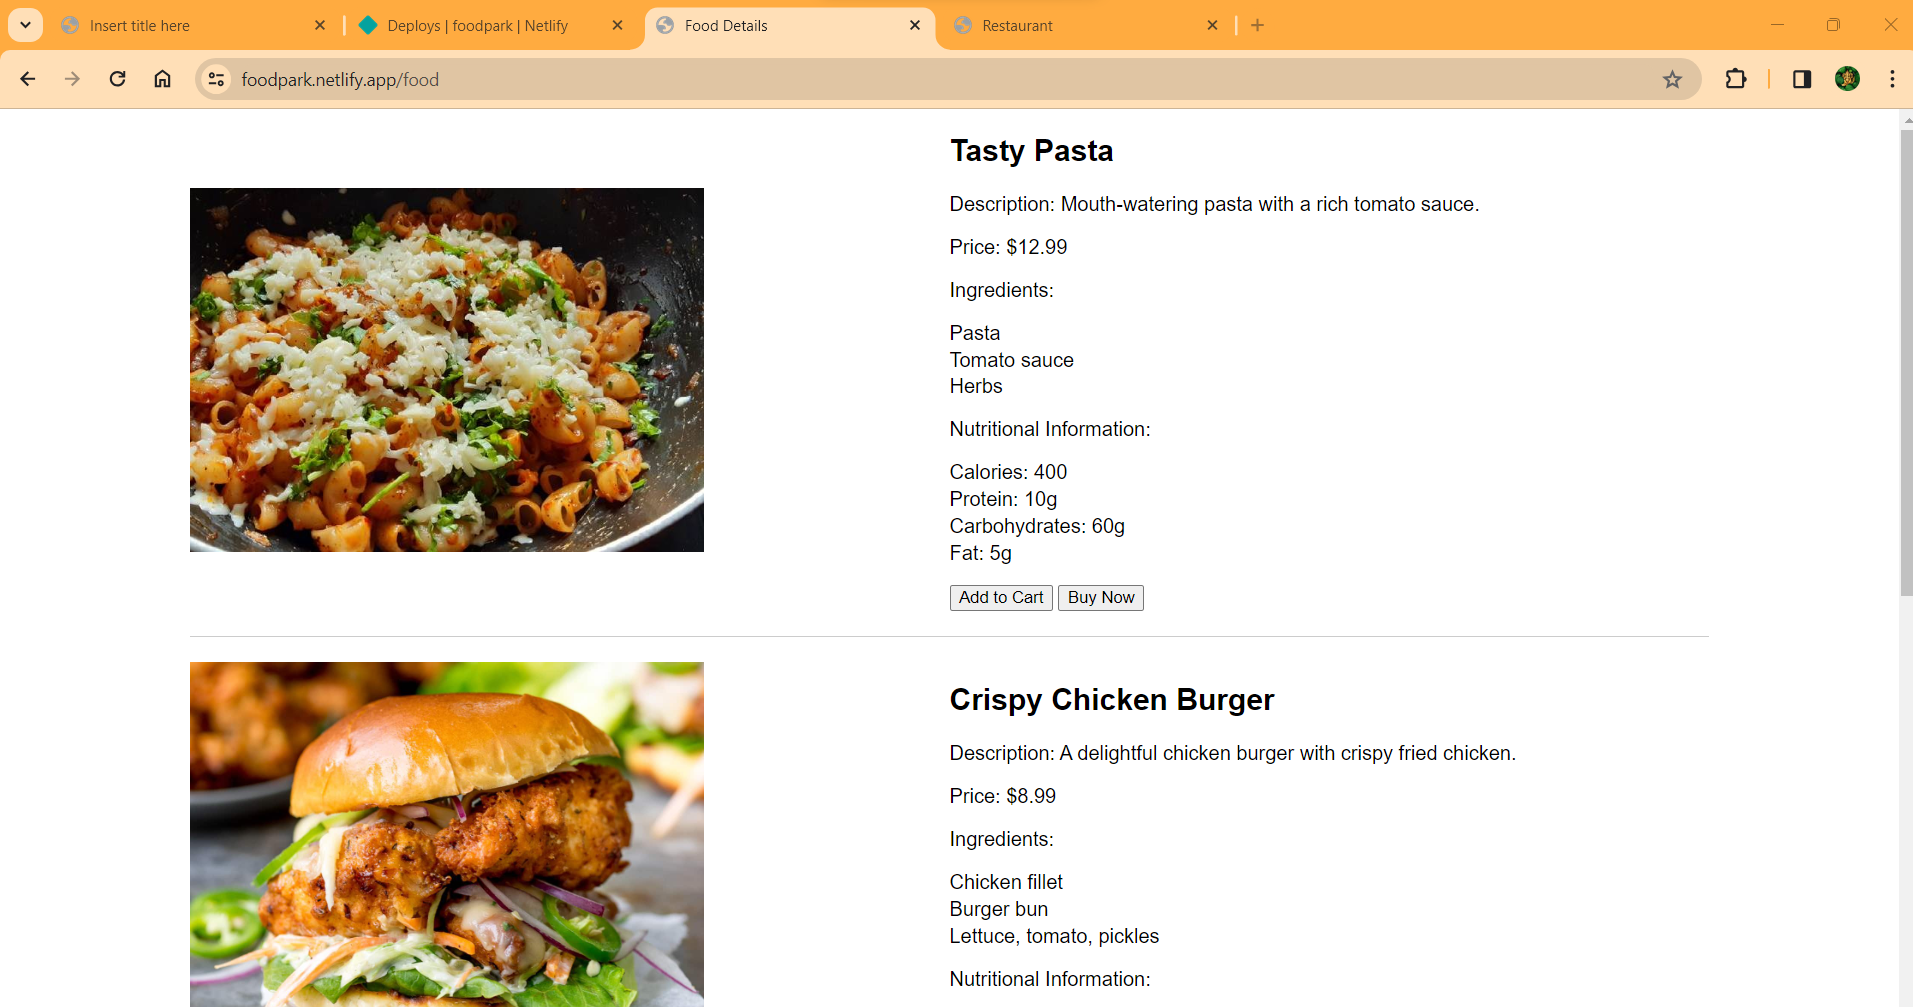 Insert title here
Deploys | foodpark | Netlify
Food Details
Restaurant
foodpark.netlify.app/food
Tasty Pasta
Description: Mouth-watering pasta with a rich tomato sauce.
Price: $12.99
Ingredients:
Pasta
Tomato sauce
Herbs
Nutritional Information:
Calories: 400
Protein: 10g
Carbohydrates: 60g
Fat: 5g
Add to Cart Buy Now
Crispy Chicken Burger
Description: A delightful chicken burger with crispy fried chicken.
Price: $8.99
Ingredients:
Chicken fillet
Burger bun
Lettuce, tomato, pickles
Nutritional Information: